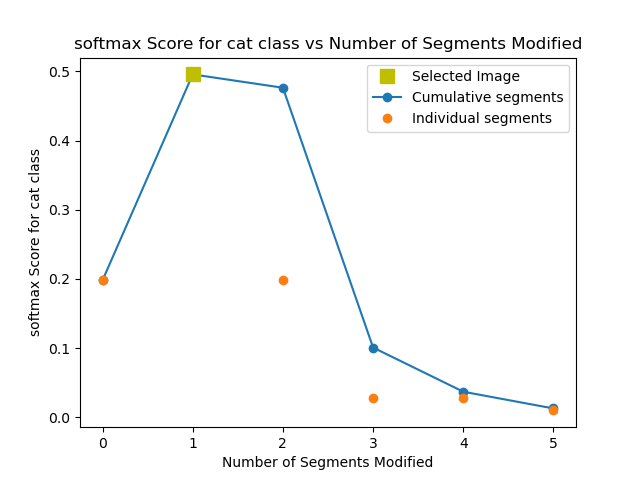 softmax Score for cat class vs Number of Segments Modified
Selected Image
Cumulative segments
Individual segments
softmax Score for cat class
0.5
0.4
0.3
0.2
0.1
0.0
0 1 2 3 4 5
Number of Segments Modified